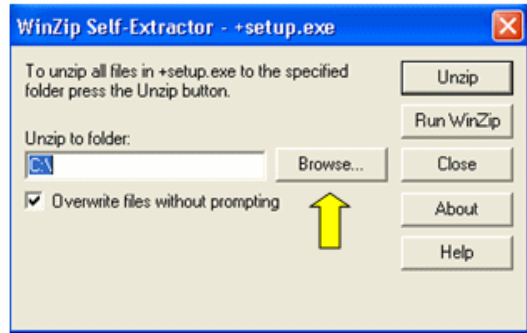 WinZip Self-Extractor - +setup.exe
To unzip all files in +setup.exe to the specified
folder press the Unzip button.
Unzip to folder:
C:\
Browse...
Overwrite files without prompting
Unzip
Run WinZip
Close
About
Help